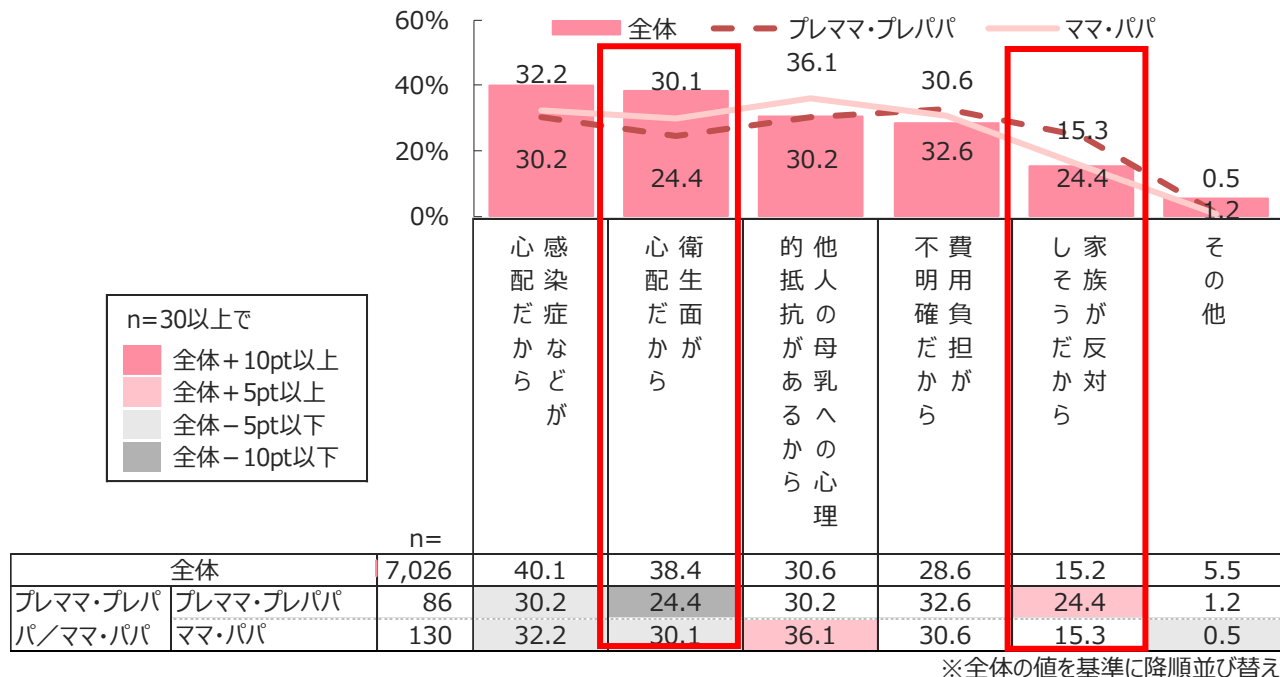 60%
全体
プレママ・プレパパ
ママ・パパ
40%
20%
0%
32.2
30.1
36.1
30.6
15.3
0.5
30.2
24.4
30.2
32.6
24.4
1.2
感染症などが
心配だから
衛生面が
心配だから
他人の母乳への心理
的抵抗があるから
費用負担が
不明確だから
家族が反対
しそうだから
その他
n=30以上で
全体+10pt以上
全体+5pt以上
全体-5pt以下
全体-10pt以下
n=
全体 7,026 40.1 38.4 30.6 28.6 15.2 5.5
プレママ・プレパ プレママ・プレパパ 86 30.2 24.4 30.2 32.6 24.4 1.2
パ/ママ・パパ ママ・パパ 130 32.2 30.1 36.1 30.6 15.3 0.5
※全体の値を基準に降順並び替え